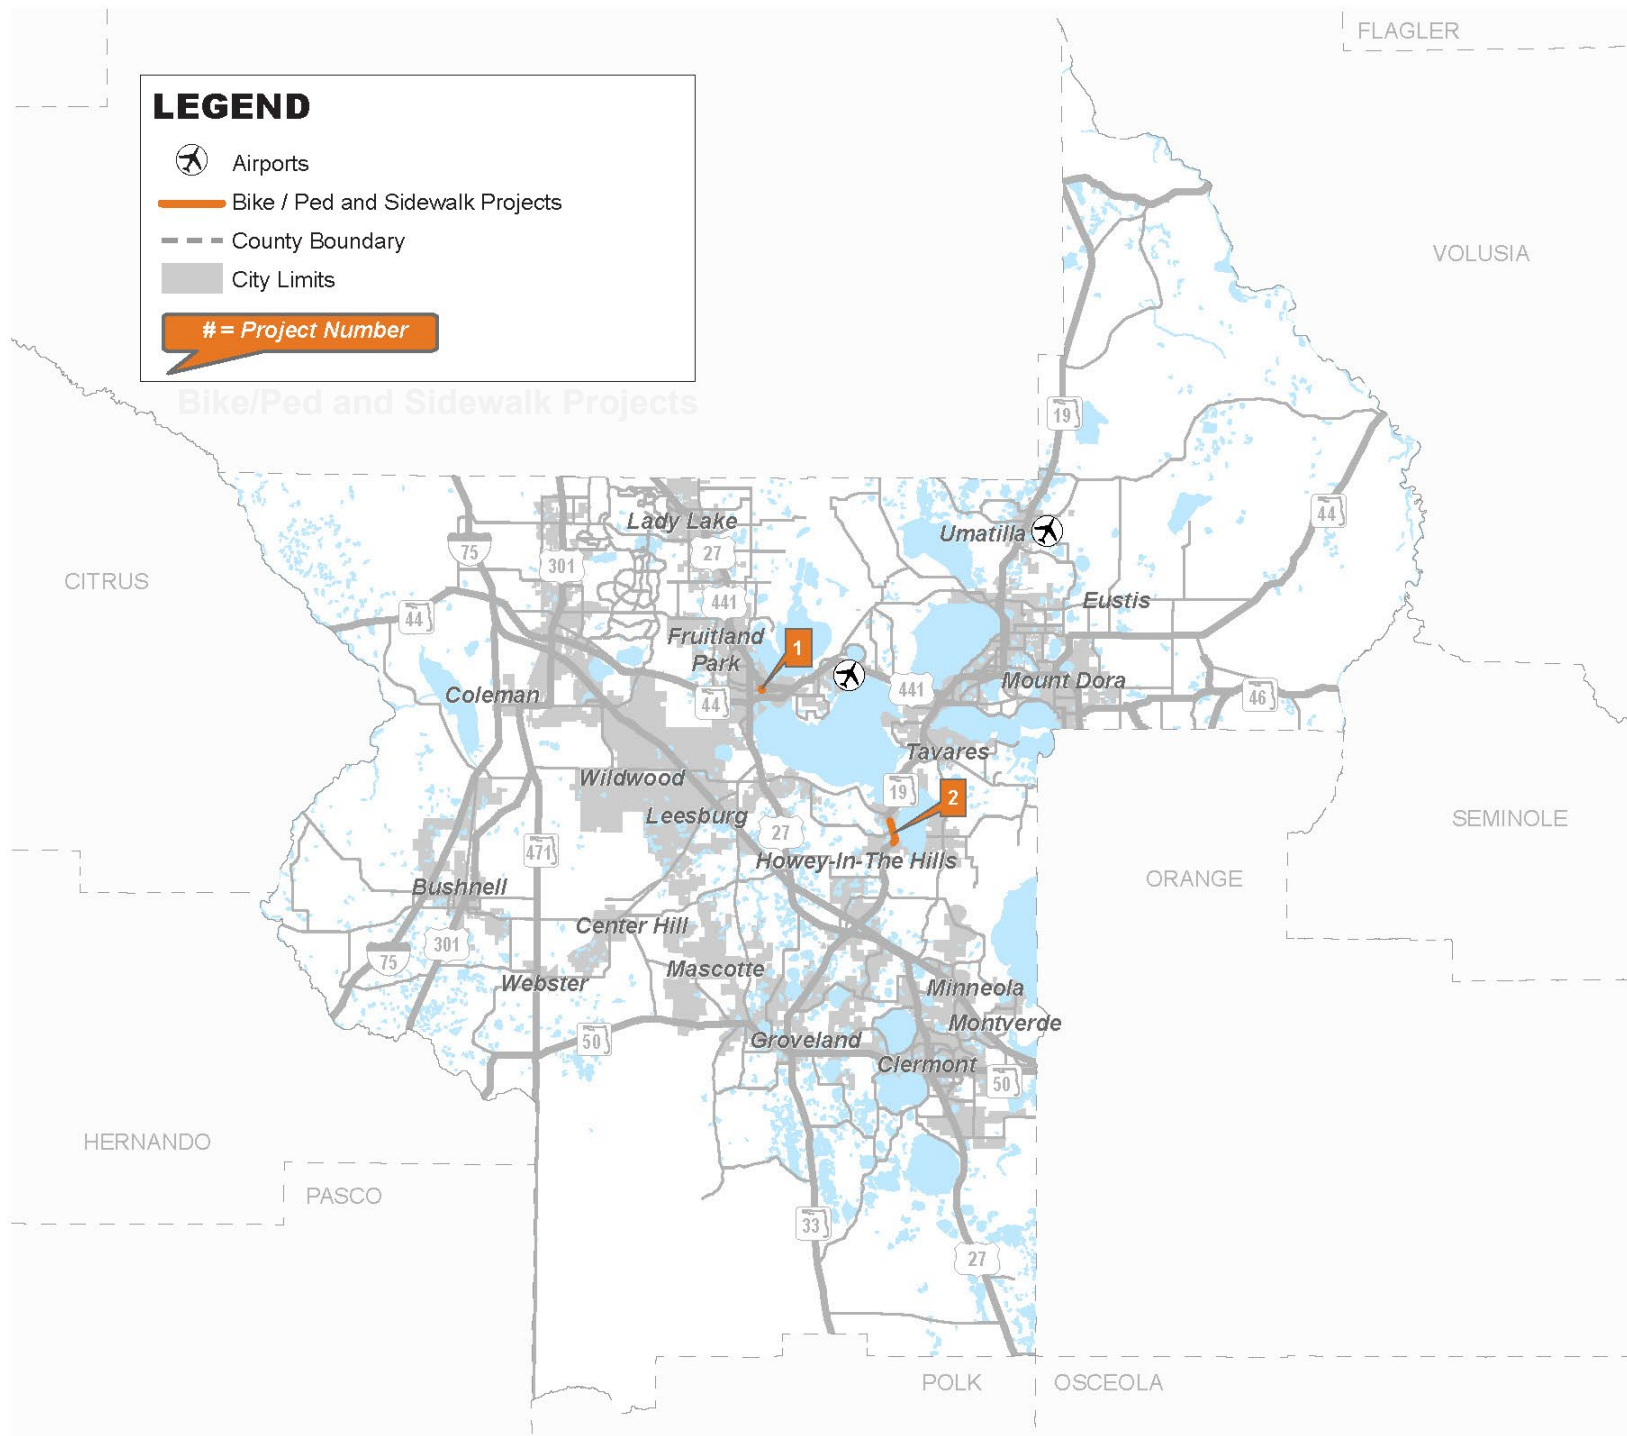 FLAGLER
LEGEND
Airports
Bike / Ped and Sidewalk Projects
County Boundary
City Limits
# = Project Number
Bike/Ped and Sidewalk Projects
VOLUSIA
19
44
Lady Lake
Umatilla
27
75
301
CITRUS
441
Eustis
44
Fruitland
Park
1
Mount Dora
441
46
Coleman
44
Tavares
Wildwood
19
2
Leesburg
SEMINOLE
27
471
Howey-In-The Hills
ORANGE
Bushnell
Center Hill
301
75
Mascotte
Webster
Minneola
Montverde
50
Groveland
Clermont
50
HERNANDO
PASCO
33
27
POLK
OSCEOLA